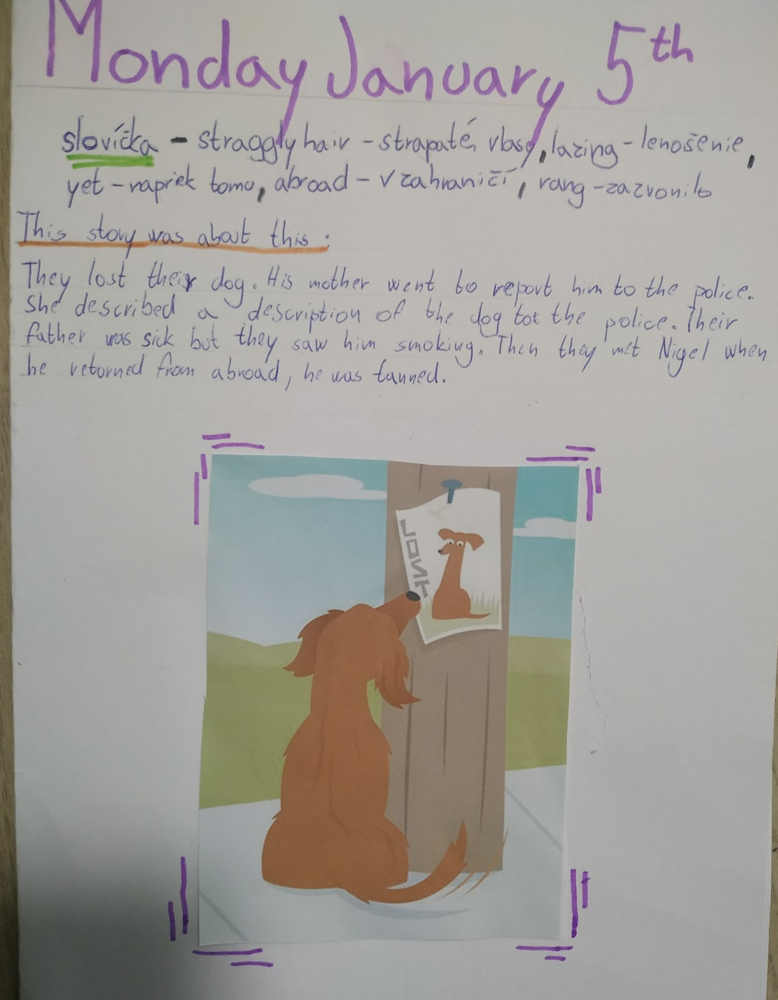 Monday January 5th
slovíčka - straggly hair - strapaté vlasy, lazing - lenošenie,
yet - napriek tomu, abroad - v zahraničí, rang - zazvonilo
This story was about this:
They lost their dog. His mother went to report him to the police.
She described a description of the dog tot the police. Their
father was sick but they saw him smoking. Then they met Nigel when
he returned from abroad, he was tanned.
LOST